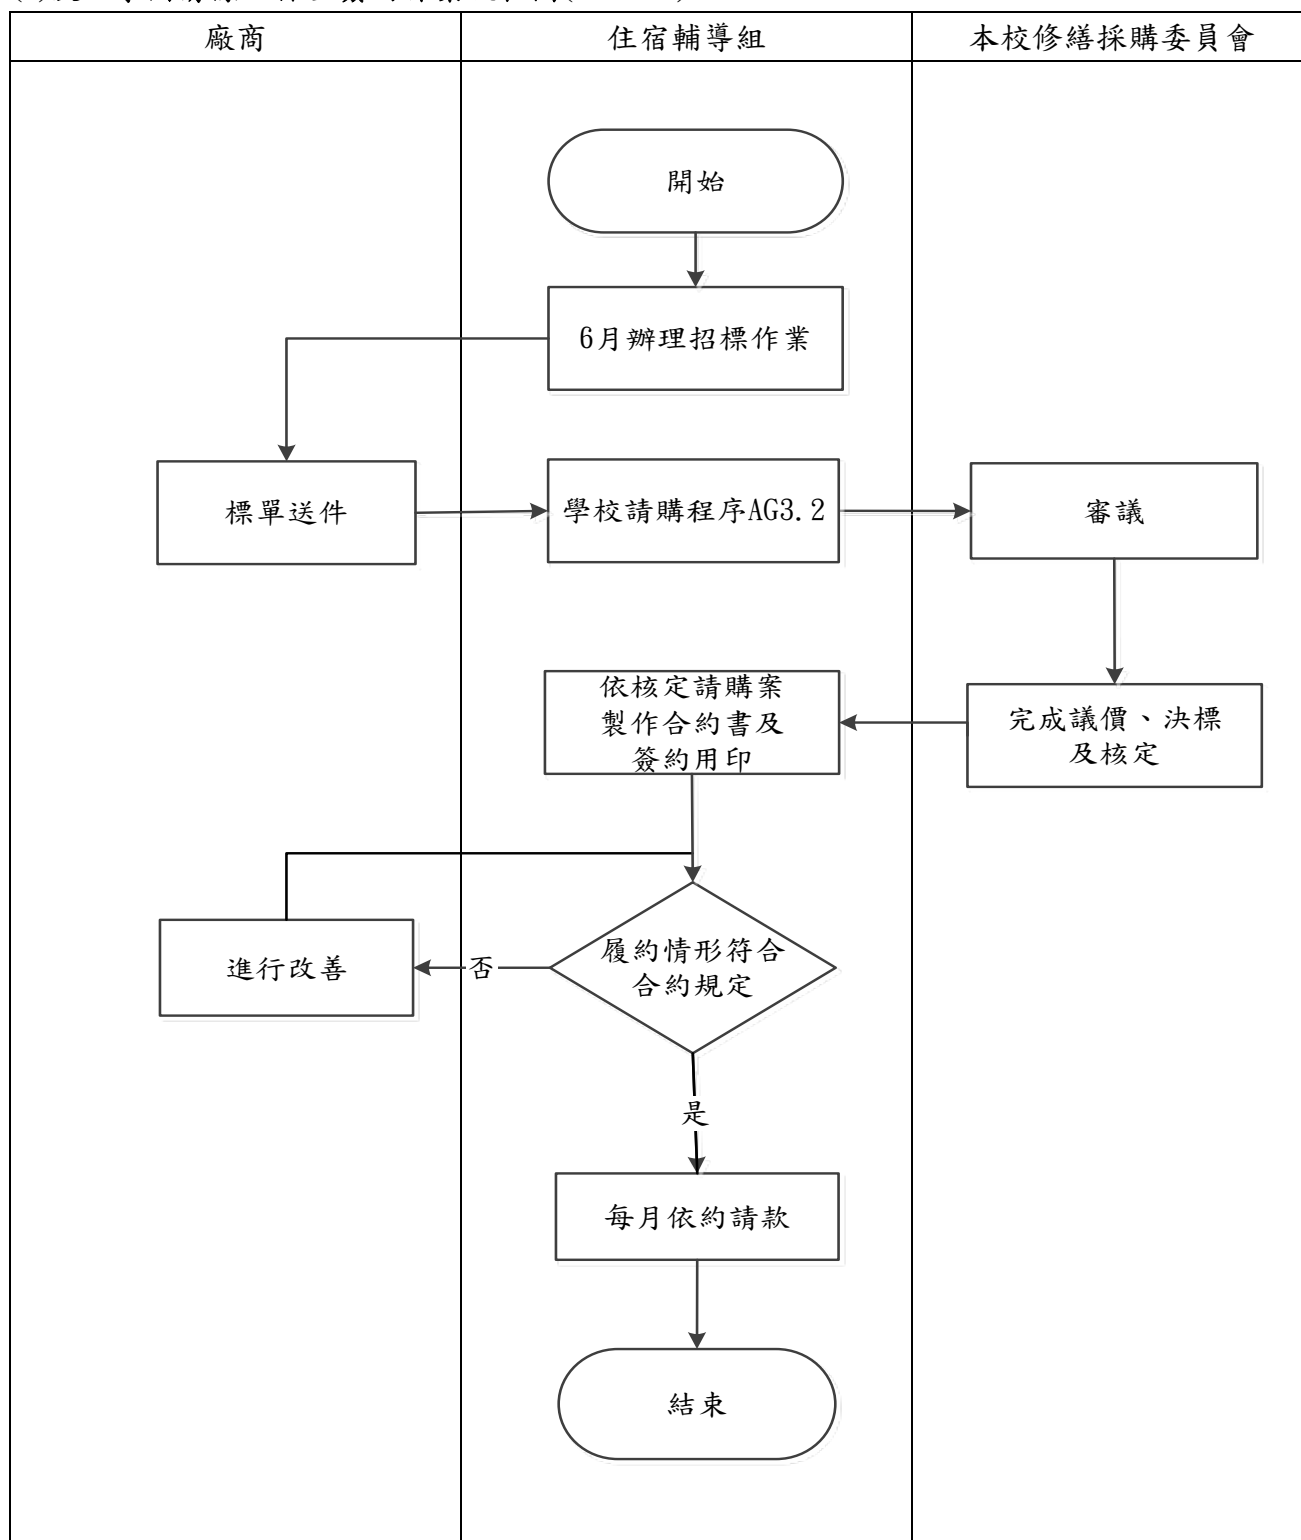 廠商
住宿輔導組
本校修繕採購委員會
開始
6月辦理招標作業
標單送件
學校請購程序AG3.2
審議
依核定請購案
製作合約書及
簽約用印
完成議價、決標
及核定
進行改善
否
履約情形符合
合約規定
是
每月依約請款
結束